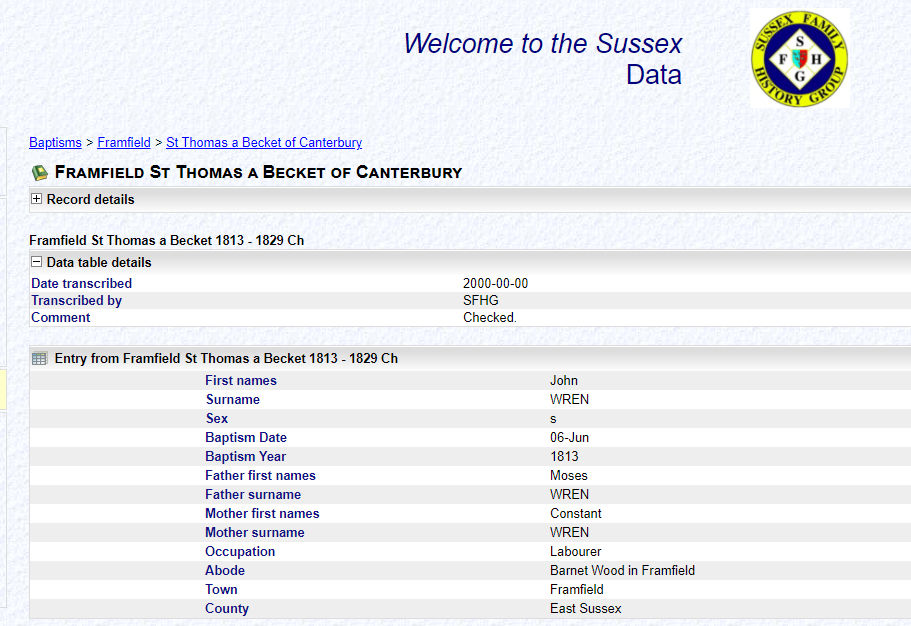 Welcome to the Sussex
Data
SUSSEX FAMILY
S
F H
G
HISTORY GROUP
Baptisms > Framfield > St Thomas a Becket of Canterbury
FRAMFIELD ST THOMAS A BECKET OF CANTERBURY
Record details
Framfield St Thomas a Becket 1813 - 1829 Ch
Data table details
Date transcribed 2000-00-00
Transcribed by SFHG
Comment Checked.
Entry from Framfield St Thomas a Becket 1813 - 1829 Ch
First names John
Surname WREN
Sex s
Baptism Date 06-Jun
Baptism Year 1813
Father first names Moses
Father surname WREN
Mother first names Constant
Mother surname WREN
Occupation Labourer
Abode Barnet Wood in Framfield
Town Framfield
County East Sussex